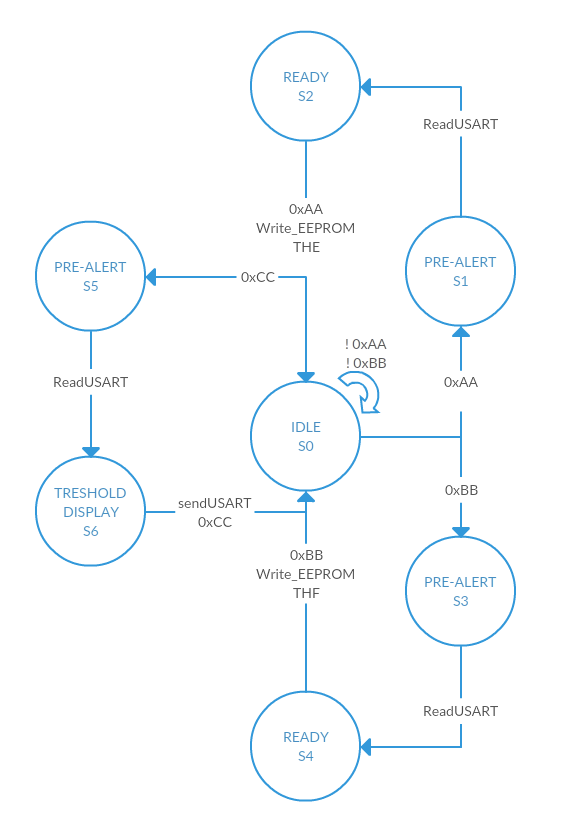 READY
S2
ReadUSART
0xAA
Write_EEPROM
THE
PRE-ALERT
S5
PRE-ALERT
S1
0xCC
! 0xAA
! 0xBB
ReadUSART
0xAA
IDLE
S0
TRESHOLD
DISPLAY
S6
0xBB
sendUSART
0xCC
0xBB
Write_EEPROM
THF
PRE-ALERT
S3
ReadUSART
READY
S4